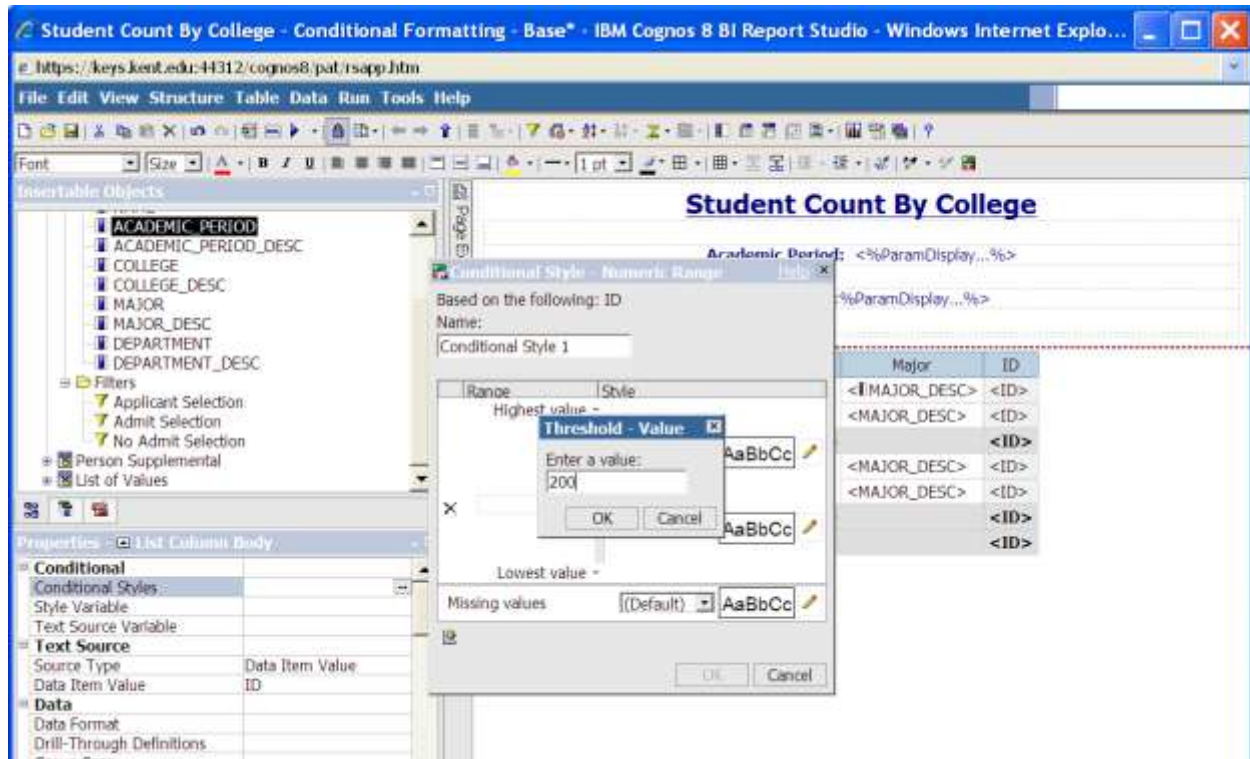 Student Count By College - Conditional Formatting - Base* - IBM Cognos 8 BI Report Studio - Windows Internet Explo...
https://keys.kent.edu:44312/cognos8/pat/rsapp.htm
File Edit View Structure Table Data Run Tools Help
Font Size 1 pt
Insertable Objects
ACADEMIC_PERIOD
ACADEMIC_PERIOD_DESC
COLLEGE
COLLEGE_DESC
MAJOR
MAJOR_DESC
DEPARTMENT
DEPARTMENT_DESC
Filters
Applicant Selection
Admit Selection
No Admit Selection
Person Supplemental
List of Values
Properties - List Column Body
Conditional
Conditional Styles
Style Variable
Text Source Variable
Text Source
Source Type Data Item Value
Data Item Value ID
Data
Data Format
Drill-Through Definitions
Page
Student Count By College
Academic Period: <%ParamDisplay...%>
%ParamDisplay...%>
Major ID
<MAJOR_DESC> <ID>
<MAJOR_DESC> <ID>
<ID>
<MAJOR_DESC> <ID>
<MAJOR_DESC> <ID>
<ID>
<ID>
Conditional Style - Numeric Range Help
Based on the following: ID
Name:
Conditional Style 1
Range Style
Highest value -
AaBbCc
AaBbCc
Lowest value -
Missing values (Default) AaBbCc
OK Cancel
Threshold - Value
Enter a value:
200
OK Cancel